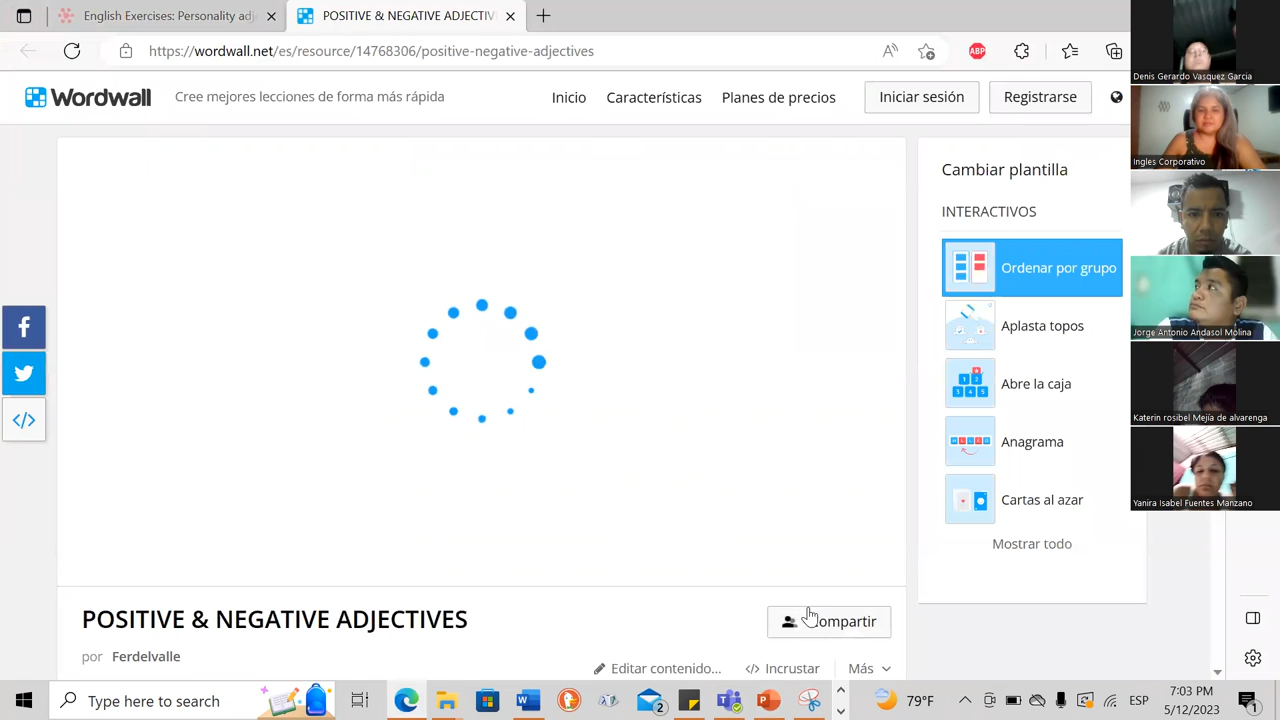 English Exercises: Personality adj
POSITIVE & NEGATIVE ADJECTIV
https://wordwall.net/es/resource/14768306/positive-negative-adjectives
ABP
Wordwall
Cree mejores lecciones de forma más rápida
Inicio
Características
Planes de precios
Iniciar sesión
Registrarse
Cambiar plantilla
INTERACTIVOS
Ordenar por grupo
Aplasta topos
Abre la caja
Anagrama
Cartas al azar
Mostrar todo
POSITIVE & NEGATIVE ADJECTIVES
Compartir
por Ferdelvalle
Editar contenido...
Incrustar
Más
Denis Gerardo Vasquez Garcia
Ingles Corporativo
Jorge Antonio Andasol Molina
Katerin rosibel Mejía de alvarenga
Yanira Isabel Fuentes Manzano
Type here to search
2
79°F
ESP
7:03 PM
5/12/2023
1